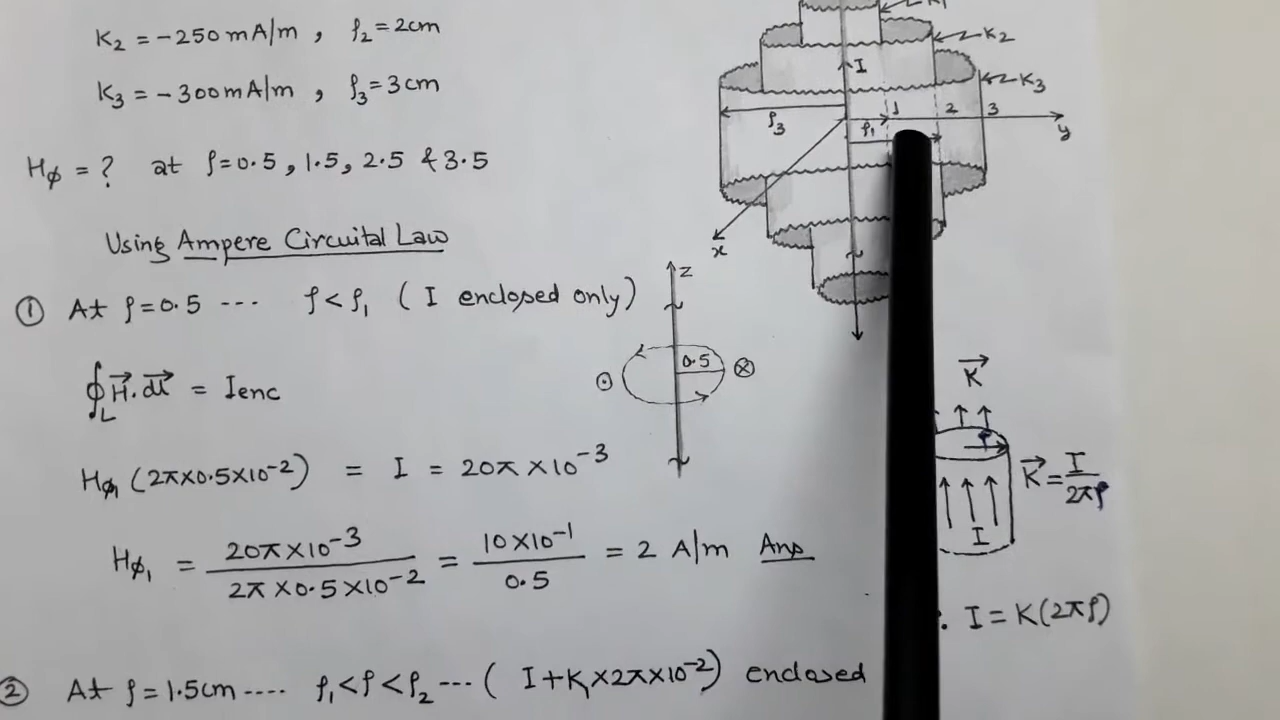 K₂ = -250 mA/m , ρ₂ = 2cm
K₃ = -300 mA/m , ρ₃ = 3cm
H𝜙 = ? at ρ = 0.5 , 1.5 , 2.5 & 3.5
Using Ampere Circuital Law
① At ρ = 0.5 --- ρ < ρ₁ ( I enclosed only )
∮_L H⃗ . dl⃗ = Ienc
H𝜙₁ ( 2π×0.5×10⁻² ) = I = 20π × 10⁻³
H𝜙₁ = 20π×10⁻³ / 2π×0.5×10⁻² = 10×10⁻¹ / 0.5 = 2 A/m Ans
② At ρ = 1.5cm ---- ρ₁ < ρ < ρ₂ --- ( I + K₁×2π×10⁻² ) enclosed
K₂
I
K₃
1 2 3
ρ₃
ρ₁
y
x
z
0.5
K⃗
ρ
K⃗ = I / 2πρ
I
I = K(2πρ)